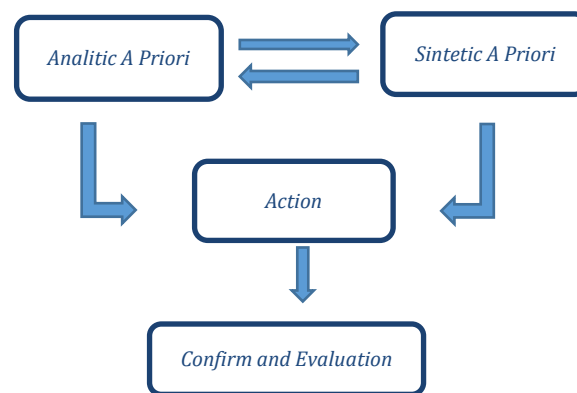 Analitic A Priori
Sintetic A Priori
Action
Confirm and Evaluation